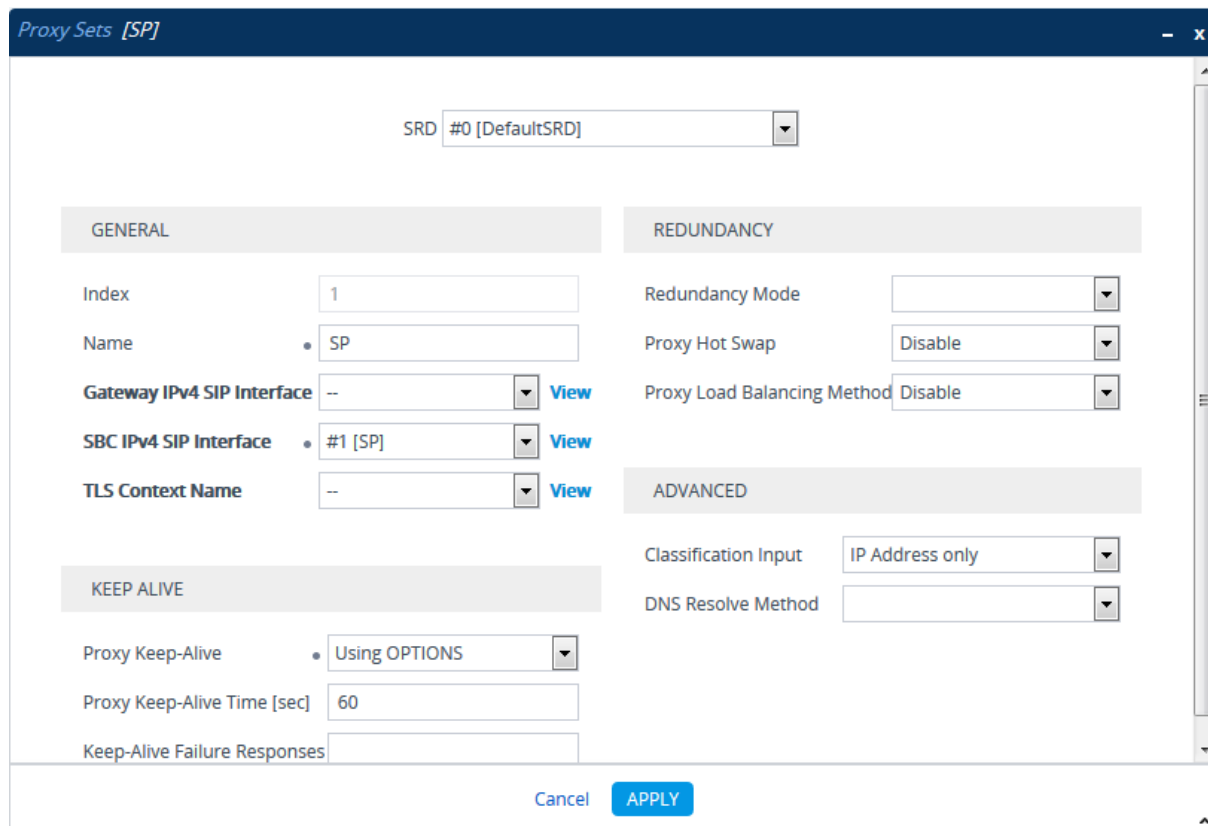 Proxy Sets [SP] – x
SRD #0 [DefaultSRD]
GENERAL
Index 1
Name SP
Gateway IPv4 SIP Interface -- View
SBC IPv4 SIP Interface #1 [SP] View
TLS Context Name -- View
KEEP ALIVE
Proxy Keep-Alive Using OPTIONS
Proxy Keep-Alive Time [sec] 60
Keep-Alive Failure Responses
REDUNDANCY
Redundancy Mode
Proxy Hot Swap Disable
Proxy Load Balancing Method Disable
ADVANCED
Classification Input IP Address only
DNS Resolve Method
Cancel APPLY